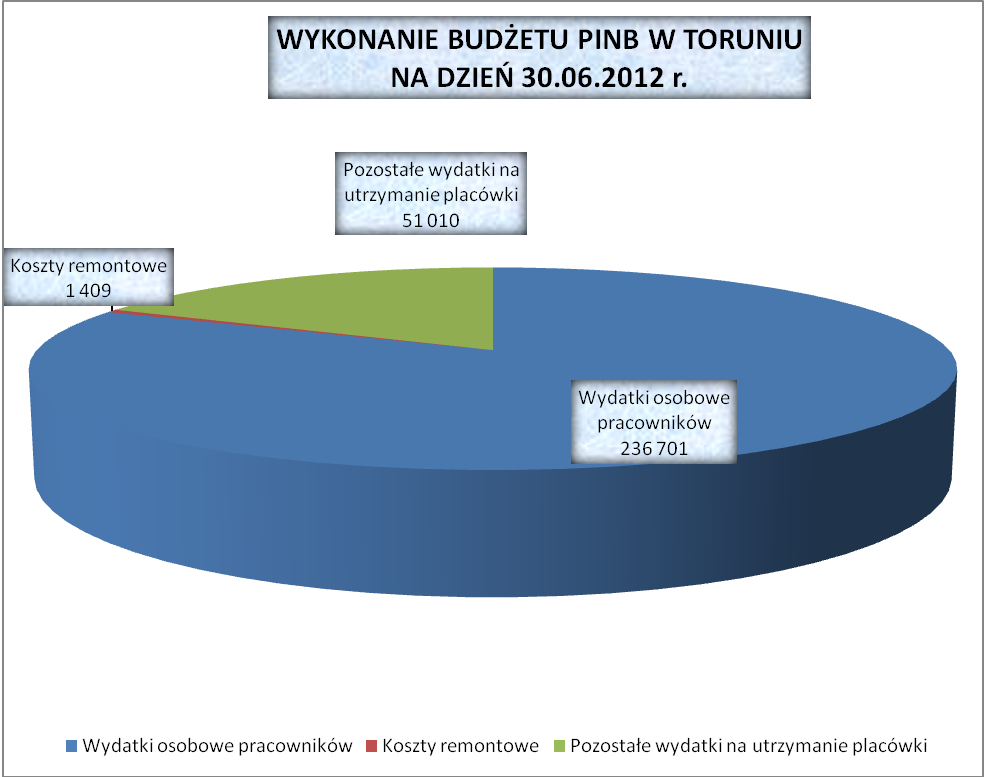 WYKONANIE BUDŻETU PINB W TORUNIU
NA DZIEŃ 30.06.2012 r.
Pozostałe wydatki na
utrzymanie placówki
51 010
Koszty remontowe
1 409
Wydatki osobowe
pracowników
236 701
Wydatki osobowe pracowników
Koszty remontowe
Pozostałe wydatki na utrzymanie placówki